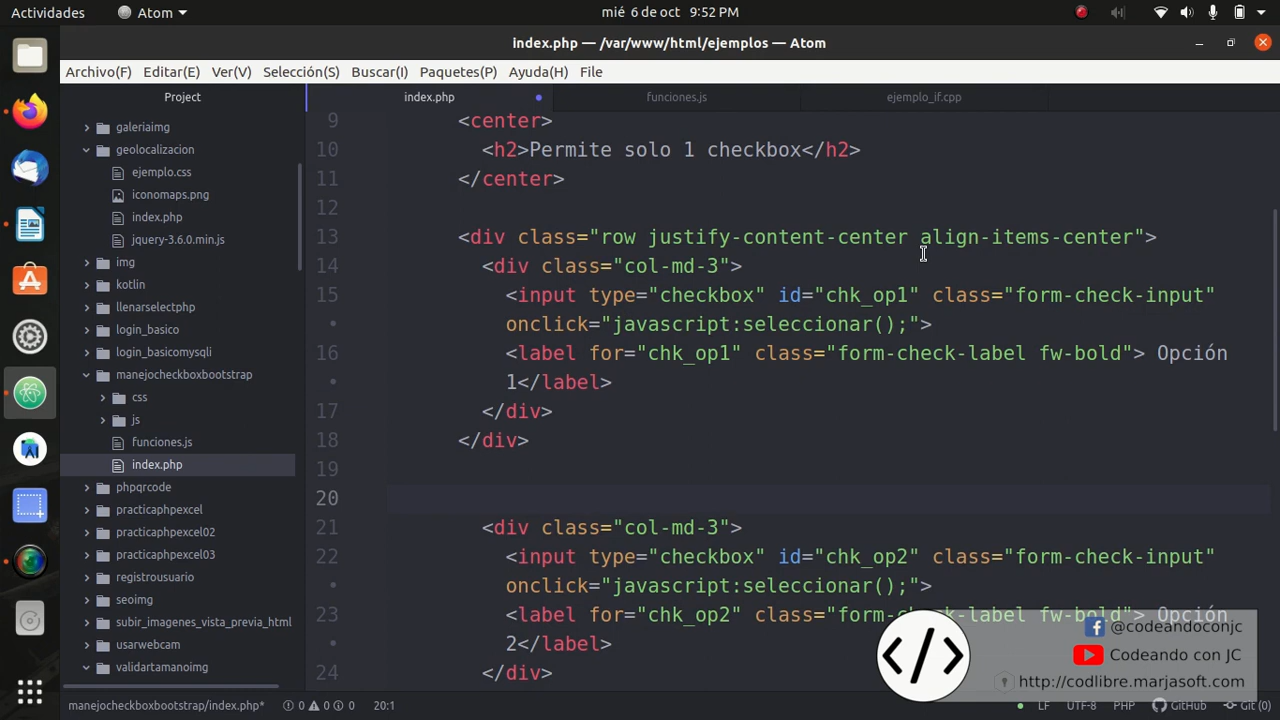 Actividades
Atom
mié 6 de oct 9:52 PM
index.php — /var/www/html/ejemplos — Atom
Archivo(F) Editar(E) Ver(V) Selección(S) Buscar(I) Paquetes(P) Ayuda(H) File
Project
galeriaimg
geolocalizacion
ejemplo.css
iconomaps.png
index.php
jquery-3.6.0.min.js
img
kotlin
llenarselectphp
login_basico
login_basicomysqli
manejocheckboxbootstrap
css
js
funciones.js
index.php
phpqrcode
practicaphpexcel
practicaphpexcel02
practicaphpexcel03
registrousuario
seoimg
subir_imagenes_vista_previa_html
usarwebcam
validartamanoimg
index.php funciones.js ejemplo_if.cpp
9 <center>
10 <h2>Permite solo 1 checkbox</h2>
11 </center>
12
13 <div class="row justify-content-center align-items-center">
14 <div class="col-md-3">
15 <input type="checkbox" id="chk_op1" class="form-check-input"
• onclick="javascript:seleccionar();">
16 <label for="chk_op1" class="form-check-label fw-bold"> Opción
• 1</label>
17 </div>
18 </div>
19
20
21 <div class="col-md-3">
22 <input type="checkbox" id="chk_op2" class="form-check-input"
• onclick="javascript:seleccionar();">
23 <label for="chk_op2" class="form-check-label fw-bold"> Opción
• 2</label>
24 </div>
</> @codeandoconjc
Codeando con JC
http://codlibre.marjasoft.com
manejocheckboxbootstrap/index.php* 0 0 0 20:1 LF UTF-8 PHP GitHub Git (0)